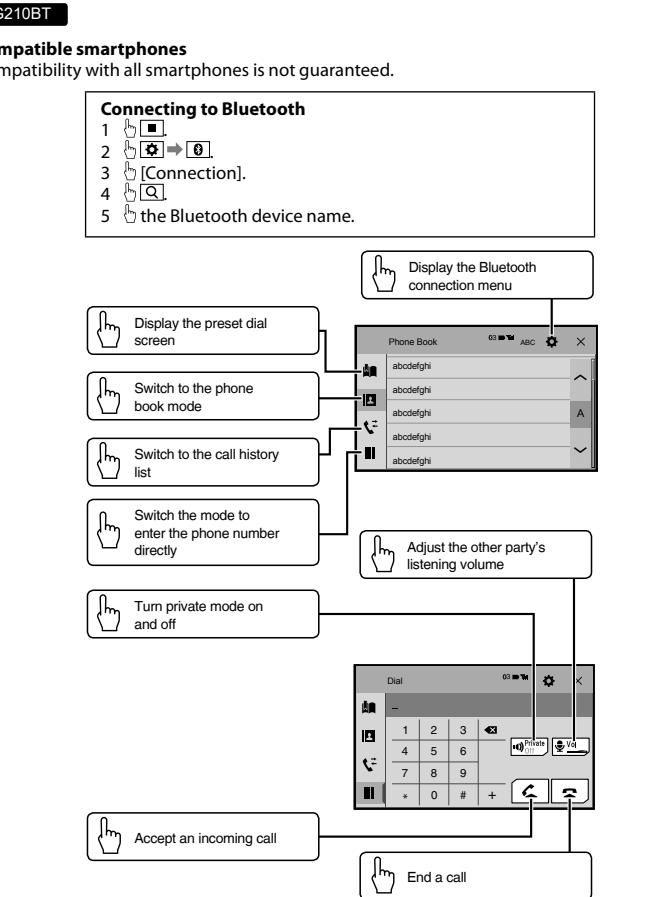 G210BT
mpatible smartphones
mpatibility with all smartphones is not guaranteed.
Connecting to Bluetooth
1
2
3 [Connection].
4
5 the Bluetooth device name.
Display the Bluetooth
connection menu
Display the preset dial
screen
Switch to the phone
book mode
Switch to the call history
list
Switch the mode to
enter the phone number
directly
Phone Book 03 ABC
abcdefghi
abcdefghi
abcdefghi A
abcdefghi
abcdefghi
Adjust the other party's
listening volume
Turn private mode on
and off
Dial 03
–
1 2 3
4 5 6
7 8 9
* 0 # +
Private
Off
Vol
Accept an incoming call
End a call